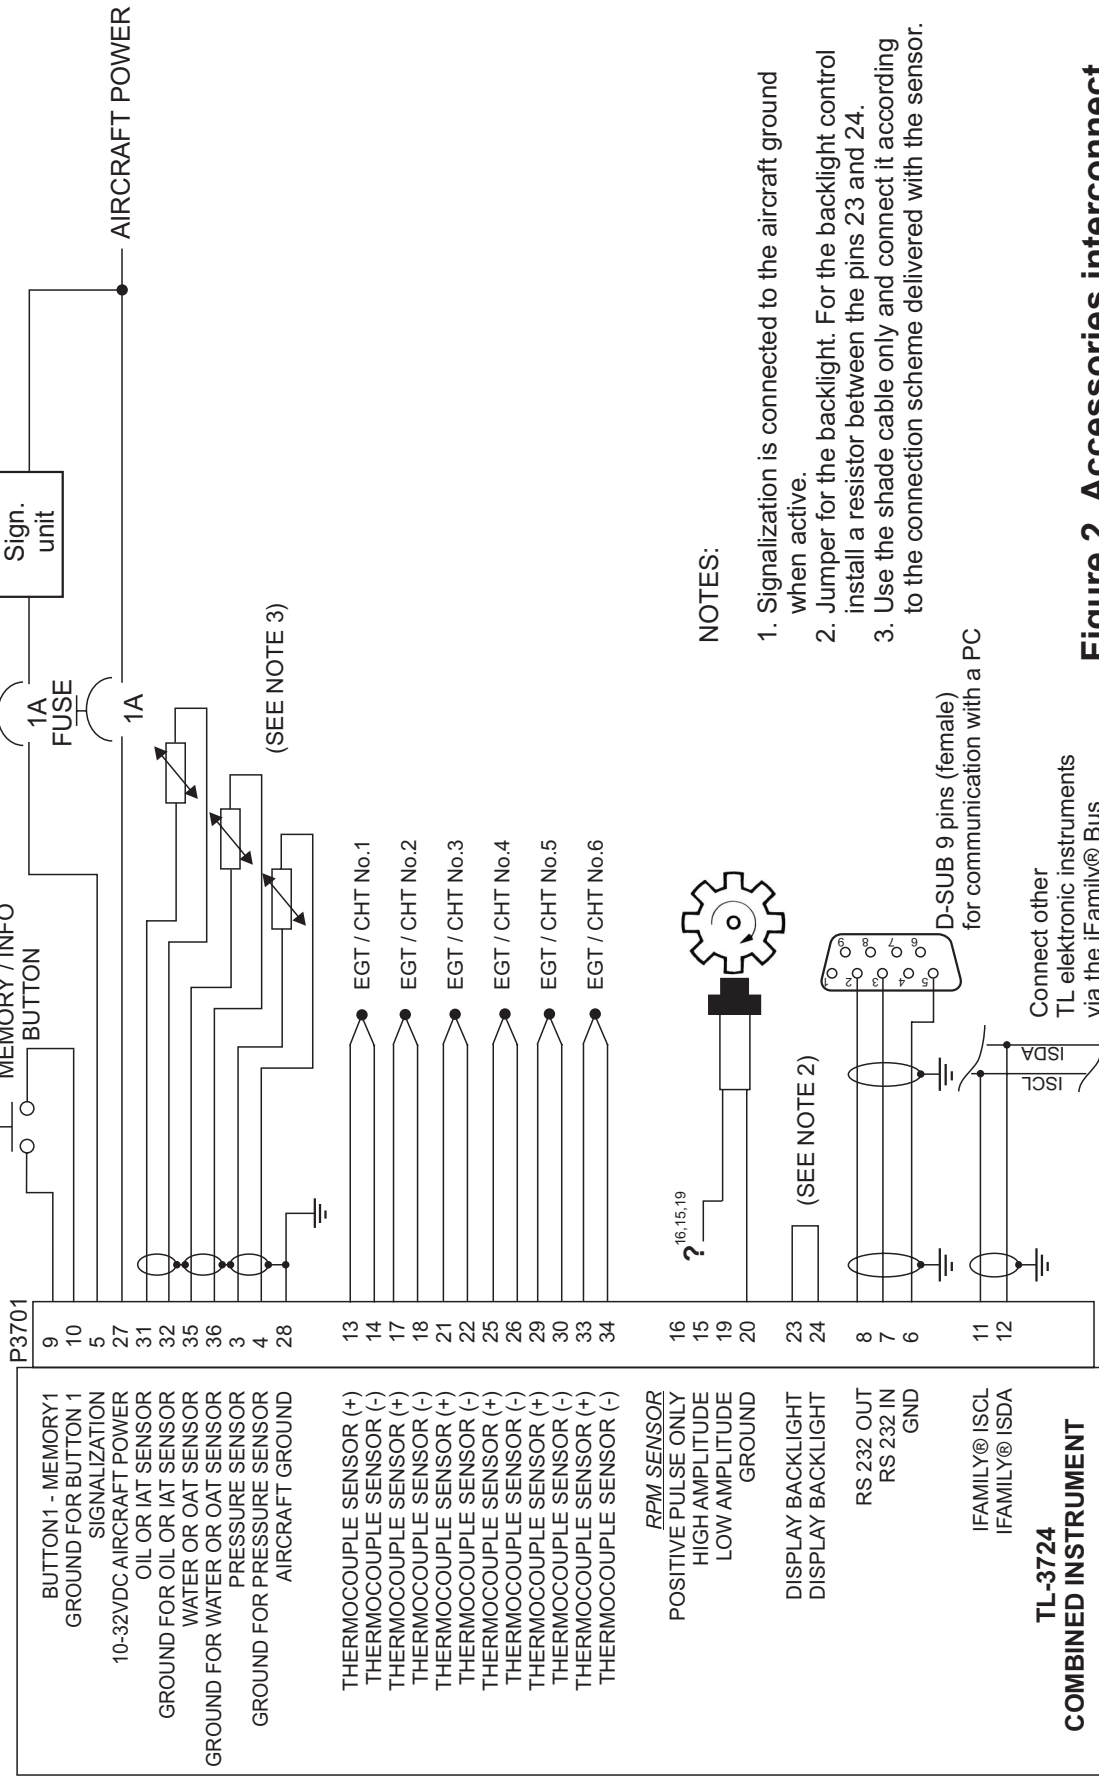 MEMORY / INFO
BUTTON
Sign.
unit
1A
FUSE
1A
AIRCRAFT POWER
(SEE NOTE 3)
P3701
BUTTON1 - MEMORY1 9
GROUND FOR BUTTON 1 10
SIGNALIZATION 5
10-32VDC AIRCRAFT POWER 27
OIL OR IAT SENSOR 31
GROUND FOR OIL OR IAT SENSOR 32
WATER OR OAT SENSOR 35
GROUND FOR WATER OR OAT SENSOR 36
PRESSURE SENSOR 3
GROUND FOR PRESSURE SENSOR 4
AIRCRAFT GROUND 28
THERMOCOUPLE SENSOR (+) 13
THERMOCOUPLE SENSOR (-) 14
THERMOCOUPLE SENSOR (+) 17
THERMOCOUPLE SENSOR (-) 18
THERMOCOUPLE SENSOR (+) 21
THERMOCOUPLE SENSOR (-) 22
THERMOCOUPLE SENSOR (+) 25
THERMOCOUPLE SENSOR (-) 26
THERMOCOUPLE SENSOR (+) 29
THERMOCOUPLE SENSOR (-) 30
THERMOCOUPLE SENSOR (+) 33
THERMOCOUPLE SENSOR (-) 34
EGT / CHT No.1
EGT / CHT No.2
EGT / CHT No.3
EGT / CHT No.4
EGT / CHT No.5
EGT / CHT No.6
RPM SENSOR
POSITIVE PULSE ONLY 16
HIGH AMPLITUDE 15
LOW AMPLITUDE 19
GROUND 20
? 16,15,19
DISPLAY BACKLIGHT 23
DISPLAY BACKLIGHT 24
(SEE NOTE 2)
RS 232 OUT 8
RS 232 IN 7
GND 6
1
2
3
4
5
6
7
8
9
D-SUB 9 pins (female)
for communication with a PC
IFAMILY® ISCL 11
IFAMILY® ISDA 12
ISCL
ISDA
Connect other
TL elektronic instruments
via the iFamily® Bus
TL-3724
COMBINED INSTRUMENT
NOTES:
1. Signalization is connected to the aircraft ground
when active.
2. Jumper for the backlight. For the backlight control
install a resistor between the pins 23 and 24.
3. Use the shade cable only and connect it according
to the connection scheme delivered with the sensor.
Figure 2 Accessories interconnect